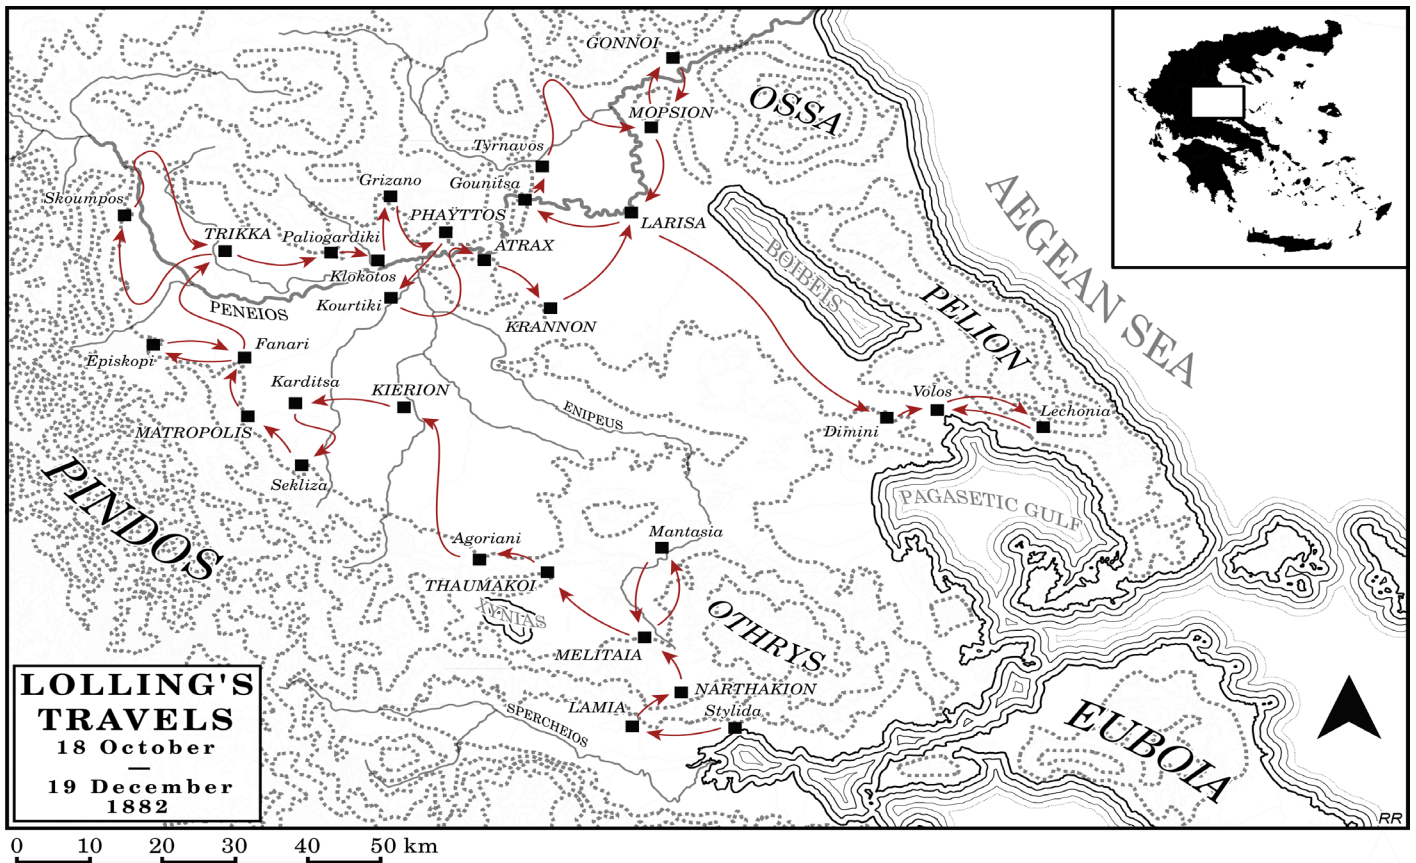 GONNOI
OSSA
MOPSION
Tyrnavos
Grizano
Gounitsa
Skoumpos
PHAYTTOS
LARISA
TRIKKA
Paliogardiki
ATRAX
AEGEAN SEA
BOIBEIS
Klokotos
Kourtiki
PENEIOS
KRANNON
PELION
Episkopi
Fanari
Karditsa
KIERION
Volos
Lechonia
ENIPEUS
Dimini
MATROPOLIS
PINDOS
Sekliza
PAGASETIC GULF
Agoriani
Mantasia
THAUMAKOI
XYNIAS
OTHRYS
MELITAIA
NARTHAKION
LAMIA
Stylida
SPERCHEIOS
EUBOIA
LOLLING'S
TRAVELS
18 October
—
19 December
1882
RR
0 10 20 30 40 50 km